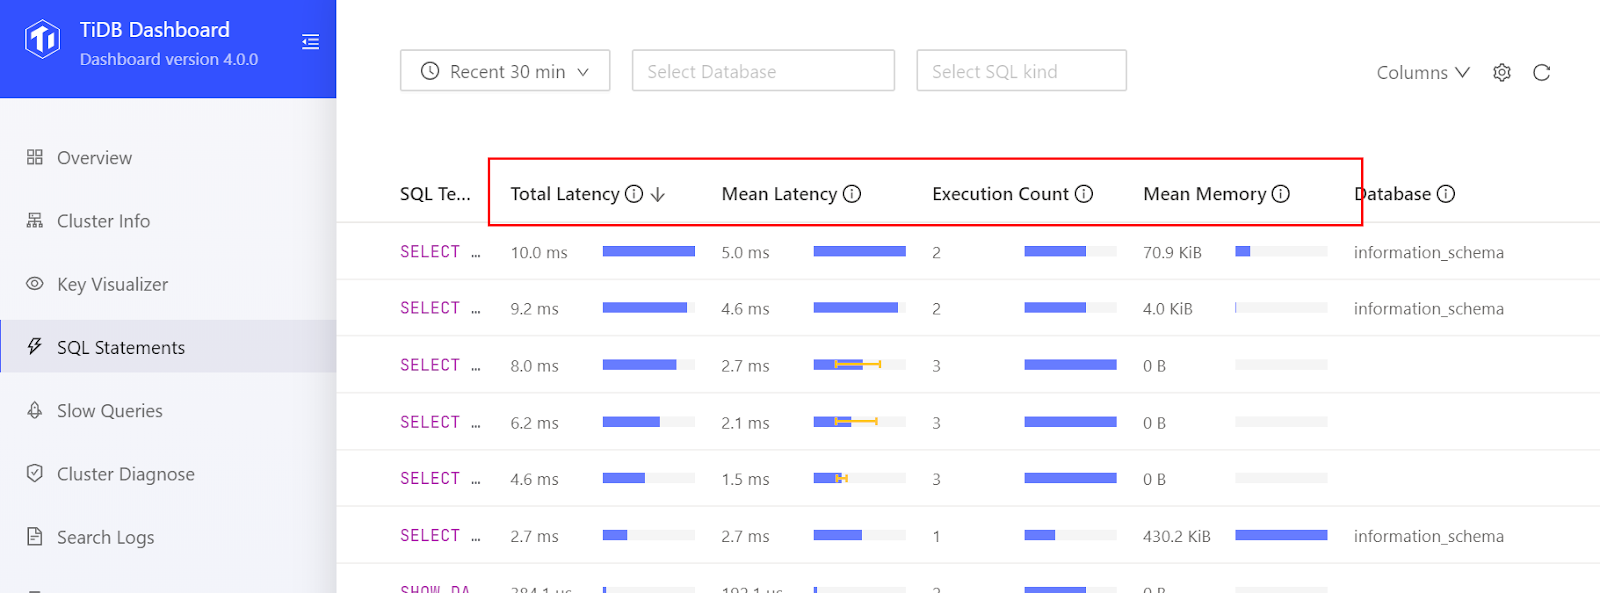 TiDB Dashboard
Dashboard version 4.0.0
Overview
Cluster Info
Key Visualizer
SQL Statements
Slow Queries
Cluster Diagnose
Search Logs
Recent 30 min Select Database Select SQL kind Columns
SQL Te... Total Latency Mean Latency Execution Count Mean Memory Database
SELECT ... 10.0 ms 5.0 ms 2 70.9 KiB information_schema
SELECT ... 9.2 ms 4.6 ms 2 4.0 KiB information_schema
SELECT ... 8.0 ms 2.7 ms 3 0 B
SELECT ... 6.2 ms 2.1 ms 3 0 B
SELECT ... 4.6 ms 1.5 ms 3 0 B
SELECT ... 2.7 ms 2.7 ms 1 430.2 KiB information_schema
SHOW DA 384.1 µs 192.1 µs 2 0 B